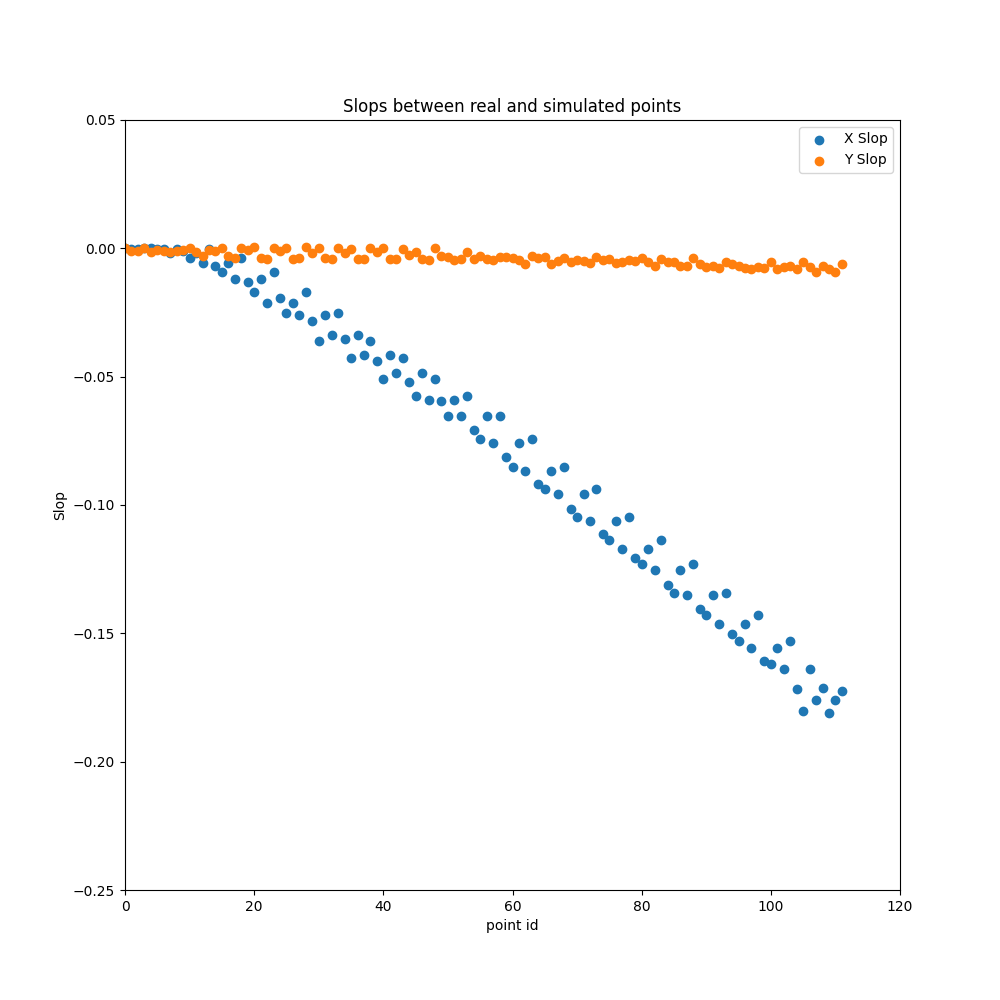 Slops between real and simulated points
0.05
X Slop
Y Slop
0.00
−0.05
−0.10
Slop
−0.15
−0.20
−0.25
0 20 40 60 80 100 120
point id